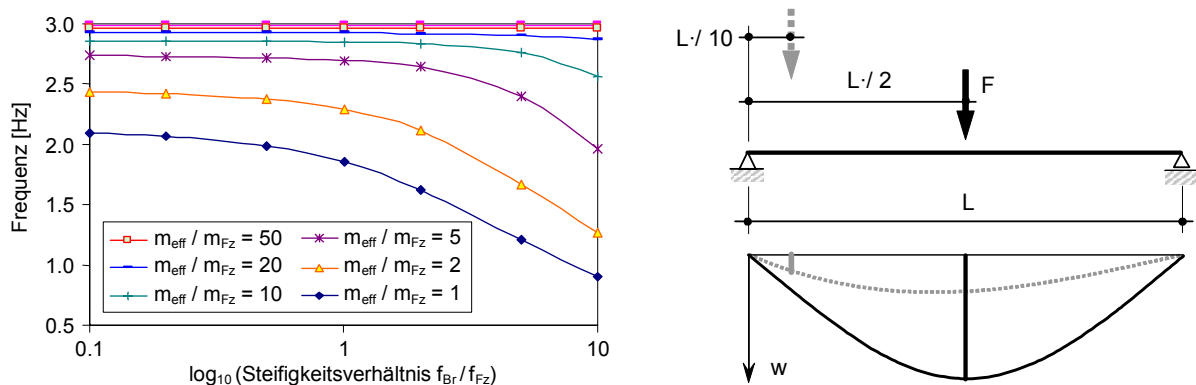 Frequenz [Hz]
3.0
2.5
2.0
1.5
1.0
0.5
0.1
1
10
m_eff / m_Fz = 50
m_eff / m_Fz = 5
m_eff / m_Fz = 20
m_eff / m_Fz = 2
m_eff / m_Fz = 10
m_eff / m_Fz = 1
log₁₀ (Steifigkeitsverhältnis f_Br / f_Fz)
L·/ 10
L·/ 2
F
L
w